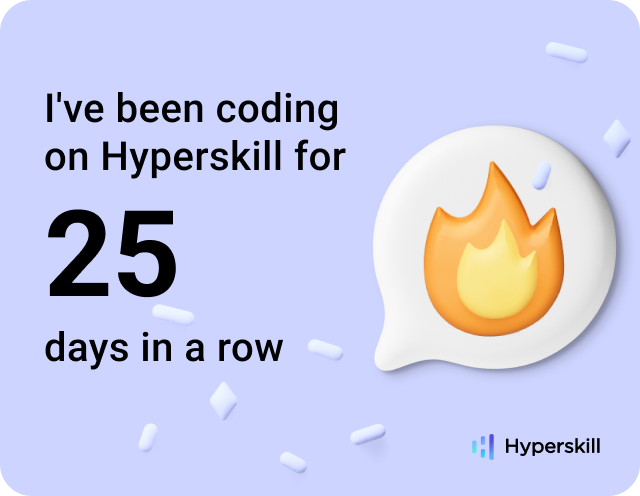 I've been coding
on Hyperskill for
25
days in a row
Hyperskill